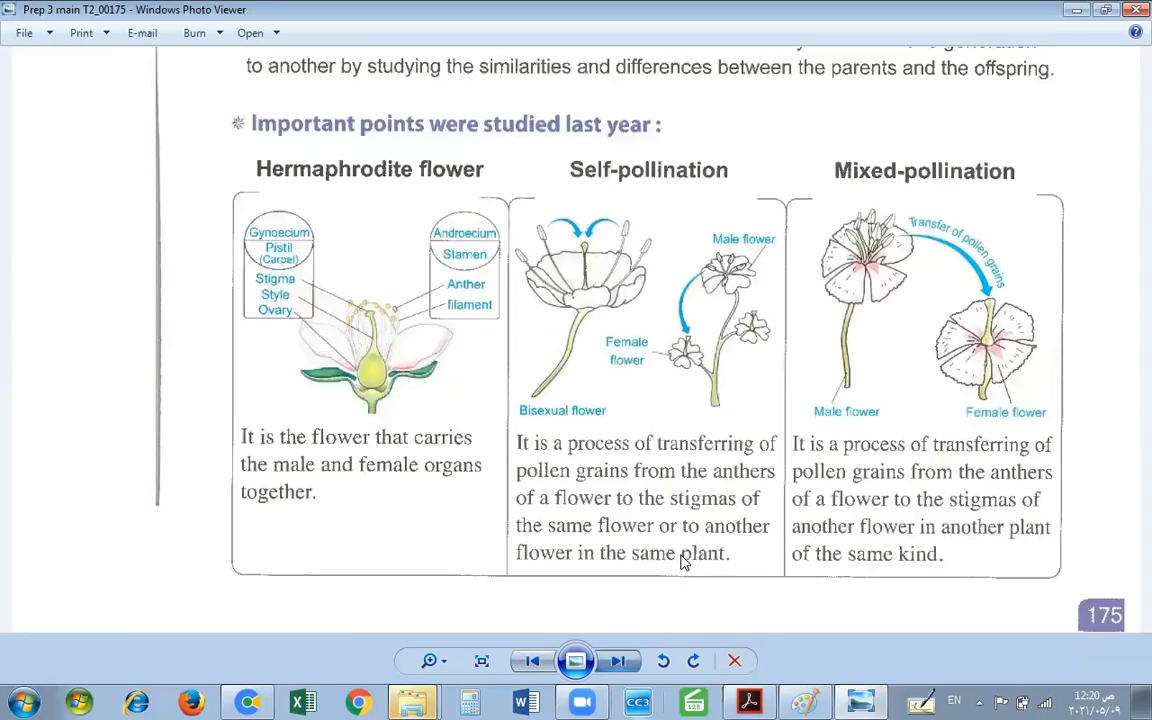 Prep 3 main T2_00175 - Windows Photo Viewer
File Print E-mail Burn Open
to another by studying the similarities and differences between the parents and the offspring.
Important points were studied last year :
Hermaphrodite flower
Gynoecium
Pistil
(Carpel)
Stigma
Style
Ovary
Androecium
Stamen
Anther
filament
It is the flower that carries
the male and female organs
together.
Self-pollination
Male flower
Female
flower
Bisexual flower
It is a process of transferring of
pollen grains from the anthers
of a flower to the stigmas of
the same flower or to another
flower in the same plant.
Mixed-pollination
Transfer of pollen grains
Male flower
Female flower
It is a process of transferring of
pollen grains from the anthers
of a flower to the stigmas of
another flower in another plant
of the same kind.
175
CC3
128
EN
12:20 ص
٢٠٢١/٠٥/٠٩